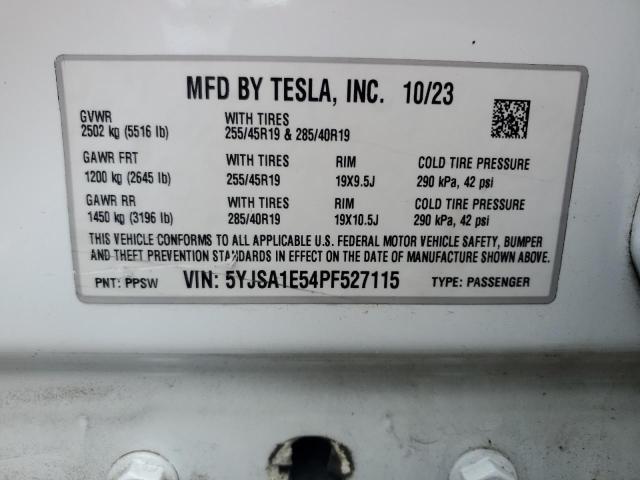 MFD BY TESLA, INC. 10/23
GVWR WITH TIRES
2502 kg (5516 lb) 255/45R19 & 285/40R19
GAWR FRT WITH TIRES RIM COLD TIRE PRESSURE
1200 kg (2645 lb) 255/45R19 19X9.5J 290 kPa, 42 psi
GAWR RR WITH TIRES RIM COLD TIRE PRESSURE
1450 kg (3196 lb) 285/40R19 19X10.5J 290 kPa, 42 psi
THIS VEHICLE CONFORMS TO ALL APPLICABLE U.S. FEDERAL MOTOR VEHICLE SAFETY, BUMPER
AND THEFT PREVENTION STANDARDS IN EFFECT ON THE DATE OF MANUFACTURE SHOWN ABOVE.
PNT: PPSW VIN: 5YJSA1E54PF527115 TYPE: PASSENGER